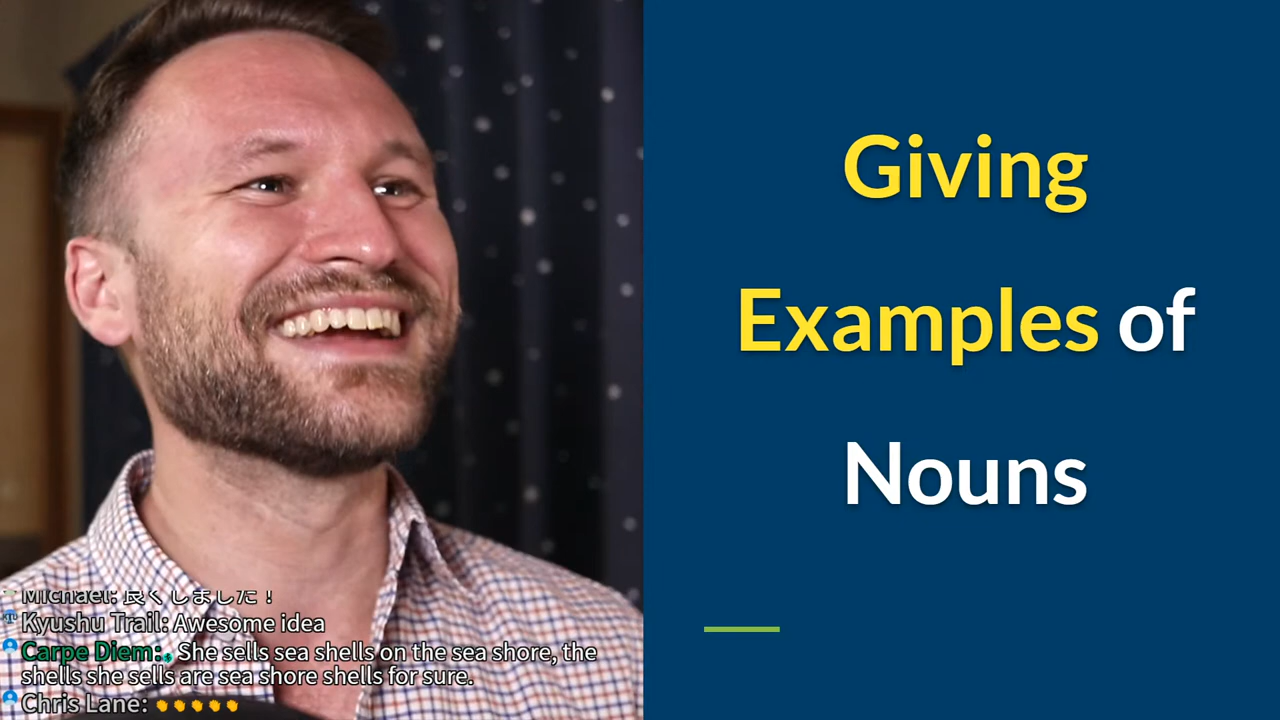 Giving
Examples of
Nouns
Michael: 良くしました！
Kyushu Trail: Awesome idea
Carpe Diem: She sells sea shells on the sea shore, the
shells she sells are sea shore shells for sure.
Chris Lane: 👏👏👏👏👏